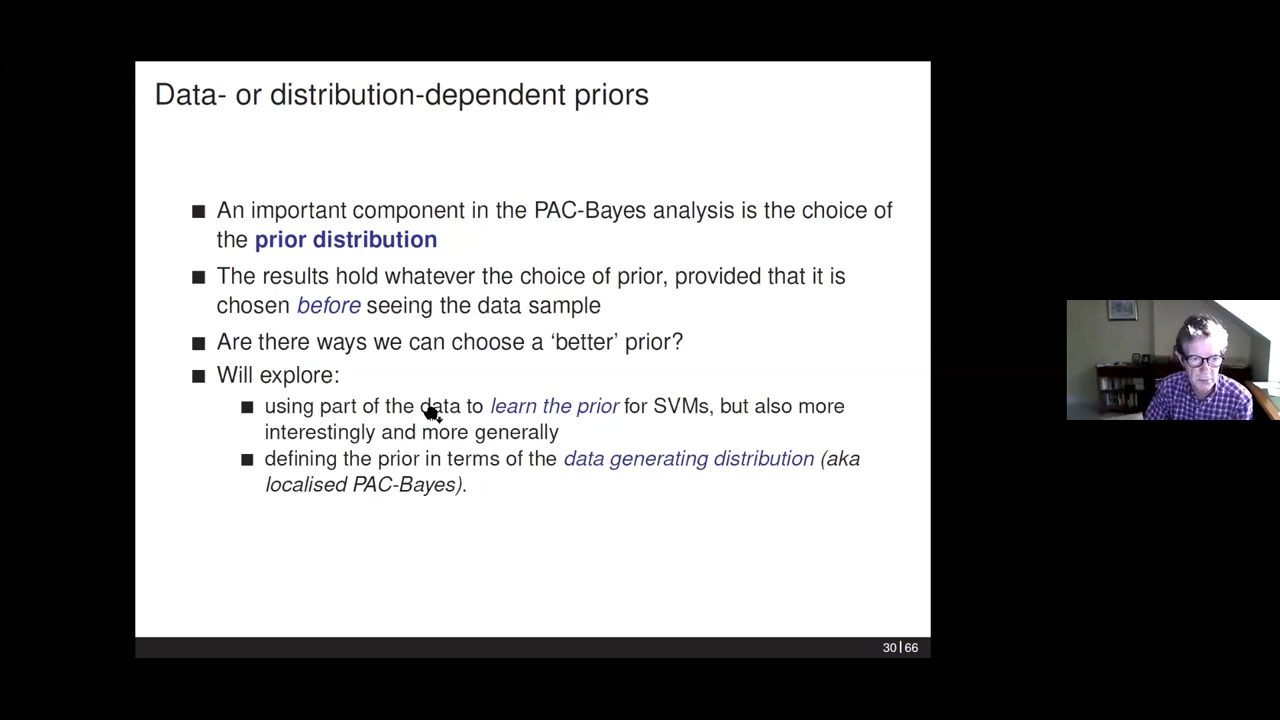 Data- or distribution-dependent priors
An important component in the PAC-Bayes analysis is the choice of
the prior distribution
The results hold whatever the choice of prior, provided that it is
chosen before seeing the data sample
Are there ways we can choose a ‘better’ prior?
Will explore:
using part of the data to learn the prior for SVMs, but also more
interestingly and more generally
defining the prior in terms of the data generating distribution (aka
localised PAC-Bayes).
30|66